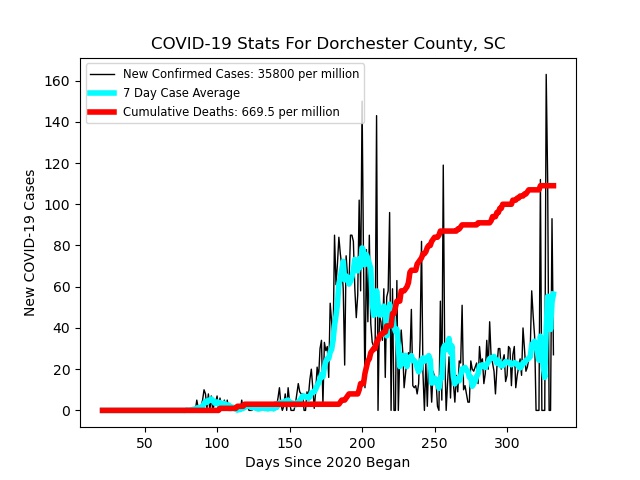 COVID-19 Stats For Dorchester County, SC
New Confirmed Cases: 35800 per million
7 Day Case Average
Cumulative Deaths: 669.5 per million
New COVID-19 Cases
160
140
120
100
80
60
40
20
0
50 100 150 200 250 300
Days Since 2020 Began